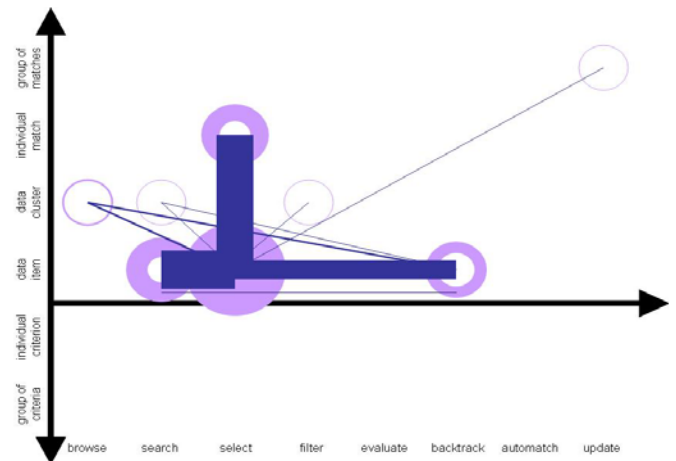 group of
matches
individual
match
data
cluster
data
item
individual
criterion
group of
criteria
browse search select filter evaluate backtrack automatch update